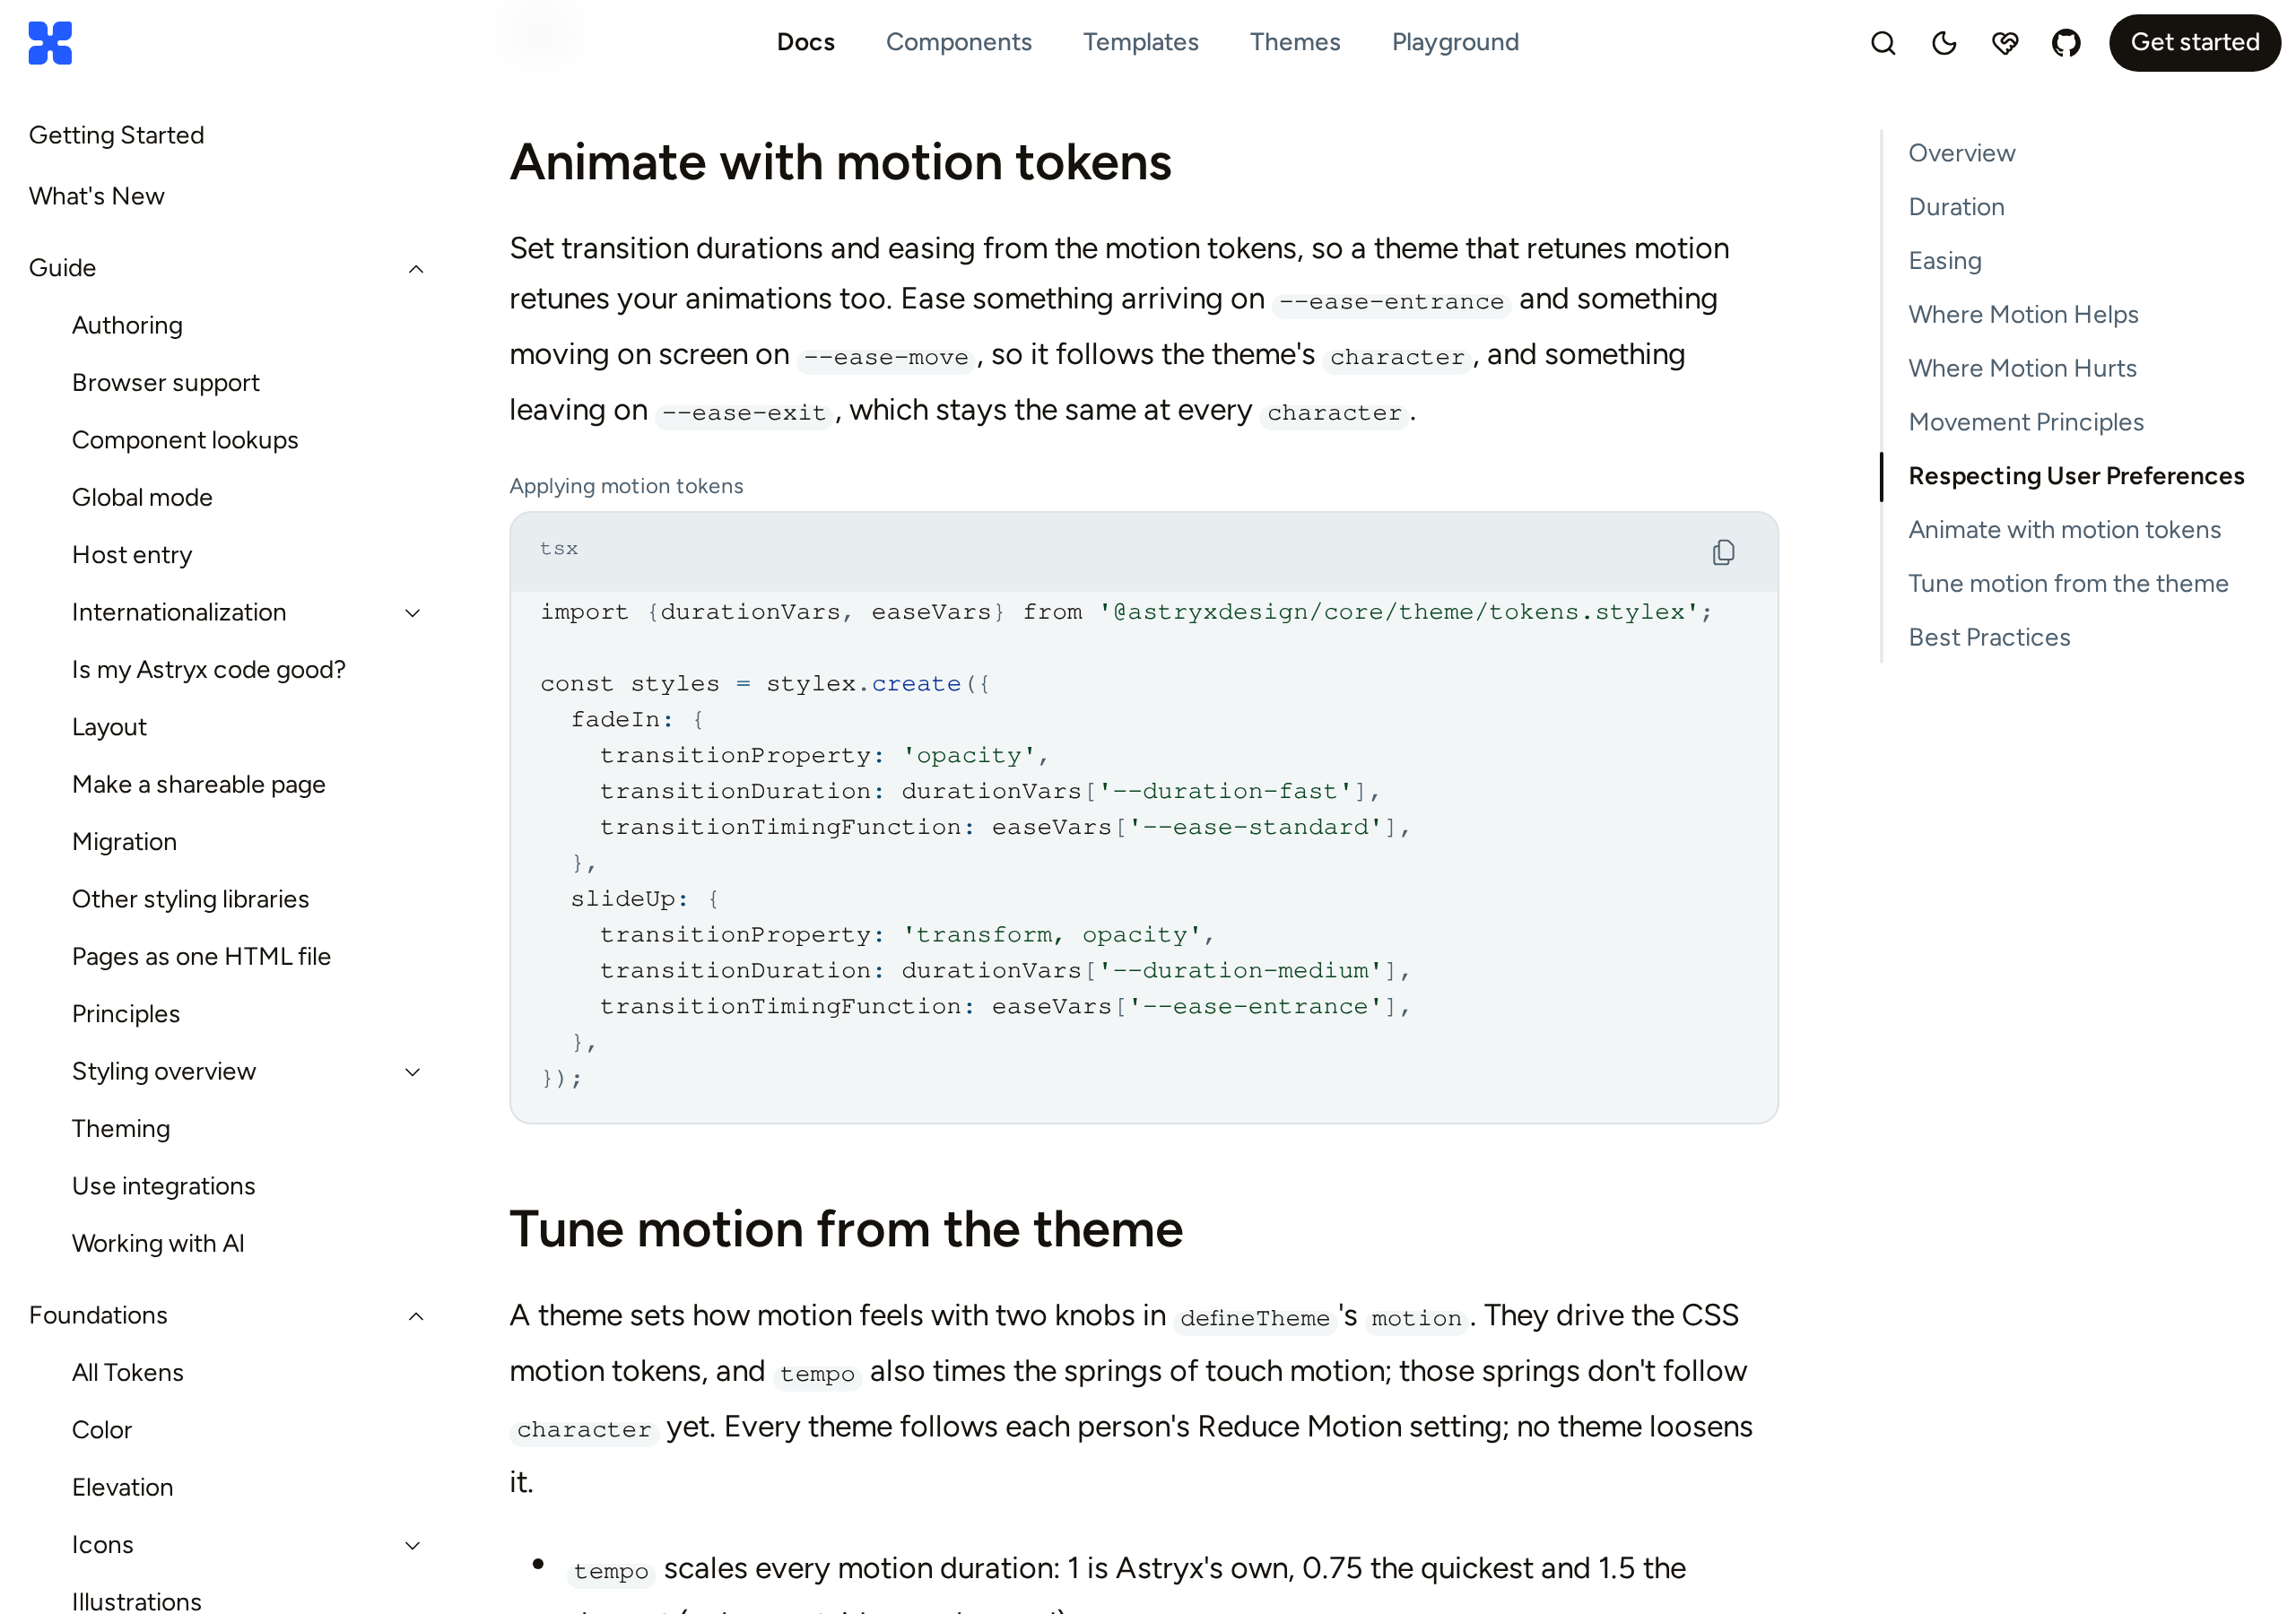 Docs
Components
Templates
Themes
Playground
Get started
Getting Started
What's New
Guide
Authoring
Browser support
Component lookups
Global mode
Host entry
Internationalization
Is my Astryx code good?
Layout
Make a shareable page
Migration
Other styling libraries
Pages as one HTML file
Principles
Styling overview
Theming
Use integrations
Working with AI
Foundations
All Tokens
Color
Elevation
Icons
Illustrations
Animate with motion tokens
Set transition durations and easing from the motion tokens, so a theme that retunes motion
retunes your animations too. Ease something arriving on --ease-entrance and something
moving on screen on --ease-move, so it follows the theme's character, and something
leaving on --ease-exit, which stays the same at every character.
Applying motion tokens
tsx
import {durationVars, easeVars} from '@astryxdesign/core/theme/tokens.stylex';
const styles = stylex.create({
  fadeIn: {
    transitionProperty: 'opacity',
    transitionDuration: durationVars['--duration-fast'],
    transitionTimingFunction: easeVars['--ease-standard'],
  },
  slideUp: {
    transitionProperty: 'transform, opacity',
    transitionDuration: durationVars['--duration-medium'],
    transitionTimingFunction: easeVars['--ease-entrance'],
  },
});
Tune motion from the theme
A theme sets how motion feels with two knobs in defineTheme's motion. They drive the CSS
motion tokens, and tempo also times the springs of touch motion; those springs don't follow
character yet. Every theme follows each person's Reduce Motion setting; no theme loosens
it.
• tempo scales every motion duration: 1 is Astryx's own, 0.75 the quickest and 1.5 the
Overview
Duration
Easing
Where Motion Helps
Where Motion Hurts
Movement Principles
Respecting User Preferences
Animate with motion tokens
Tune motion from the theme
Best Practices